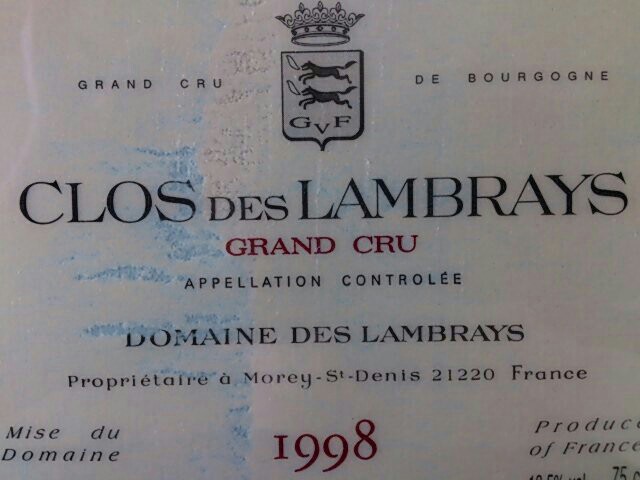 GRAND CRU DE BOURGOGNE
GVF
CLOS DES LAMBRAYS
GRAND CRU
APPELLATION CONTROLÉE
DOMAINE DES LAMBRAYS
Propriétaire à Morey-St-Denis 21220 France
Mise du Domaine
1998
Produce of France